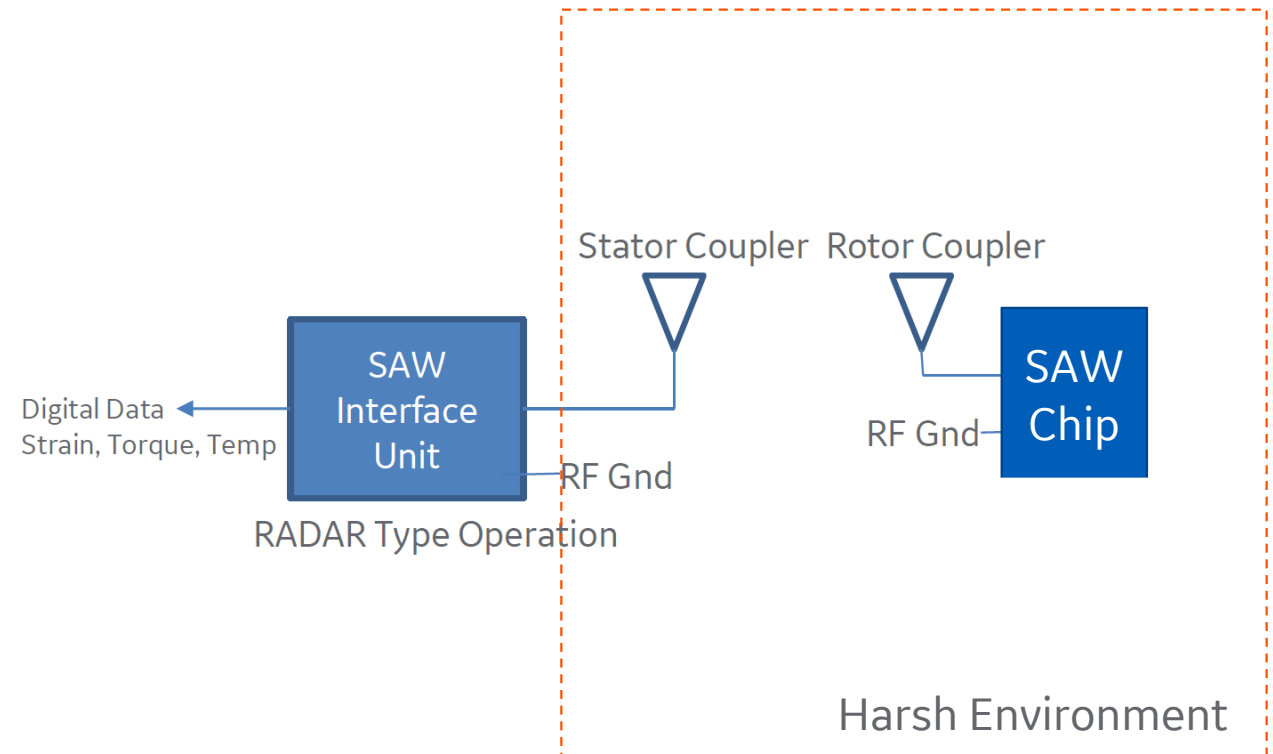 Stator Coupler
Rotor Coupler
SAW
Interface
Unit
SAW
Chip
Digital Data
Strain, Torque, Temp
RF Gnd
RF Gnd
RADAR Type Operation
Harsh Environment